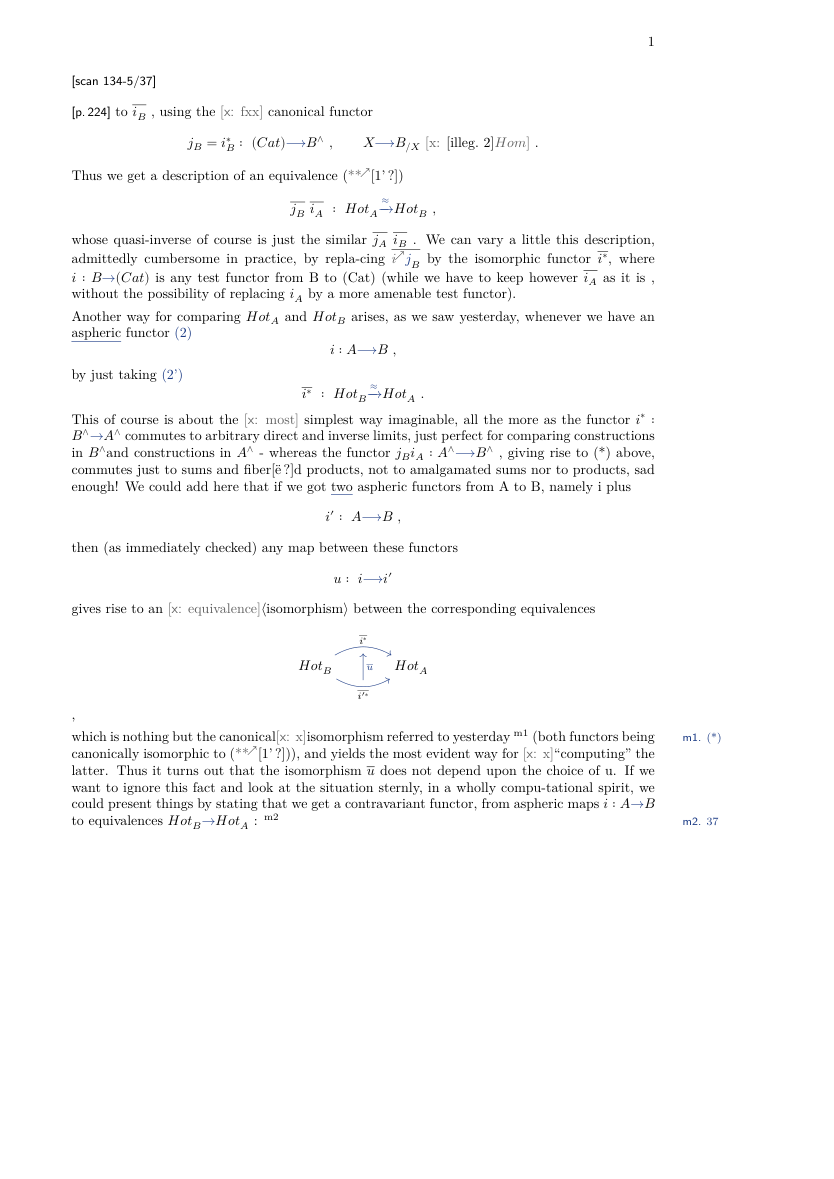 1
[scan 134-5/37]
[p. 224] to $\overline{i_B}$ , using the [x: fxx] canonical functor
$j_B = i_B^* : (Cat) \longrightarrow B^\wedge$ , $X \longrightarrow B_{/X}$ [x: [illeg. 2]Hom] .
Thus we get a description of an equivalence (**↗[1' ?])
$\overline{j_B}\ \overline{i_A} : Hot_A \overset{\approx}{\to} Hot_B$ ,
whose quasi-inverse of course is just the similar $\overline{j_A}\ \overline{i_B}$ . We can vary a little this description,
admittedly cumbersome in practice, by repla-cing $\overline{i^{↗} j_B}$ by the isomorphic functor $\overline{i^*}$, where
$i : B \to (Cat)$ is any test functor from B to (Cat) (while we have to keep however $\overline{i_A}$ as it is ,
without the possibility of replacing $i_A$ by a more amenable test functor).
Another way for comparing $Hot_A$ and $Hot_B$ arises, as we saw yesterday, whenever we have an
aspheric functor (2)
$i : A \longrightarrow B$ ,
by just taking (2')
$\overline{i^*} : Hot_B \overset{\approx}{\longrightarrow} Hot_A$ .
This of course is about the [x: most] simplest way imaginable, all the more as the functor $i^* :$
$B^\wedge \to A^\wedge$ commutes to arbitrary direct and inverse limits, just perfect for comparing constructions
in $B^\wedge$and constructions in $A^\wedge$ - whereas the functor $j_B i_A : A^\wedge \longrightarrow B^\wedge$ , giving rise to (*) above,
commutes just to sums and fiber[ë ?]d products, not to amalgamated sums nor to products, sad
enough! We could add here that if we got two aspheric functors from A to B, namely i plus
$i' : A \longrightarrow B$ ,
then (as immediately checked) any map between these functors
$u : i \longrightarrow i'$
gives rise to an [x: equivalence]⟨isomorphism⟩ between the corresponding equivalences
$\overline{i^*}$
$Hot_B$ ↑ $\overline{u}$ $Hot_A$
$\overline{i'^*}$
,
which is nothing but the canonical[x: x]isomorphism referred to yesterday m1 (both functors being
m1. (*)
canonically isomorphic to (**↗[1' ?])), and yields the most evident way for [x: x]“computing” the
latter. Thus it turns out that the isomorphism $\overline{u}$ does not depend upon the choice of u. If we
want to ignore this fact and look at the situation sternly, in a wholly compu-tational spirit, we
could present things by stating that we get a contravariant functor, from aspheric maps $i : A \to B$
to equivalences $Hot_B \to Hot_A$ : m2
m2. 37